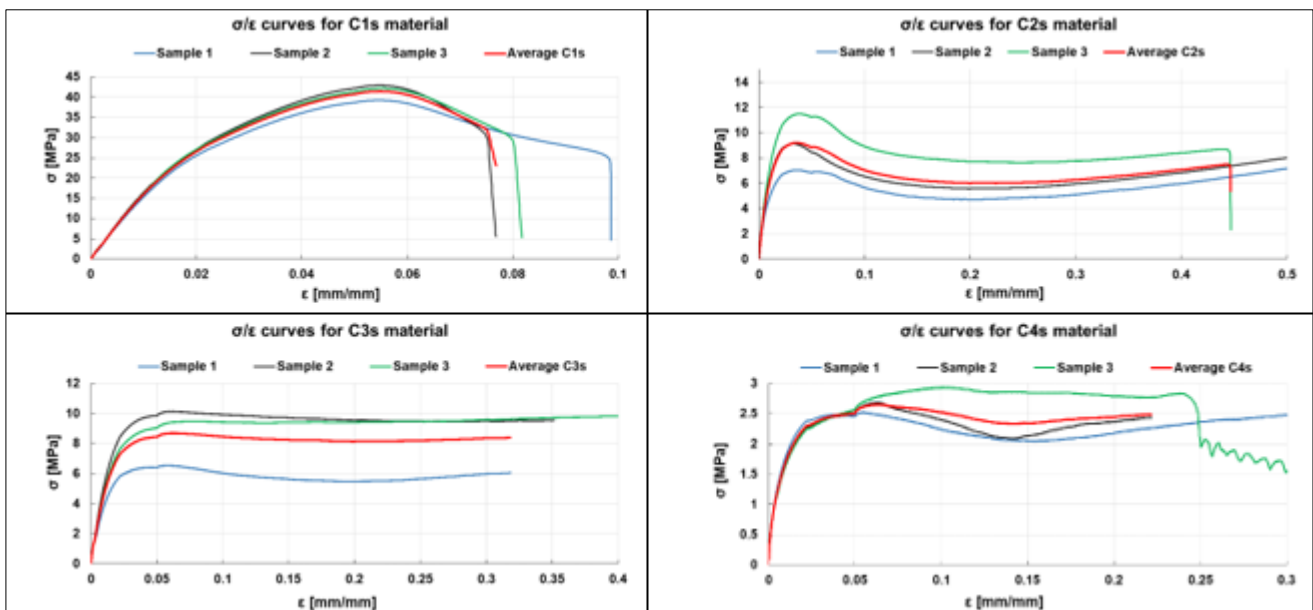 σ/ε curves for C1s material
Sample 1 Sample 2 Sample 3 Average C1s
45
40
35
30
25
20
15
10
5
0
σ [MPa]
0 0.02 0.04 0.06 0.08 0.1
ε [mm/mm]
σ/ε curves for C2s material
Sample 1 Sample 2 Sample 3 Average C2s
14
12
10
8
6
4
2
0
σ [MPa]
0 0.1 0.2 0.3 0.4 0.5
ε [mm/mm]
σ/ε curves for C3s material
Sample 1 Sample 2 Sample 3 Average C3s
12
10
8
6
4
2
0
σ [MPa]
0 0.05 0.1 0.15 0.2 0.25 0.3 0.35 0.4
ε [mm/mm]
σ/ε curves for C4s material
Sample 1 Sample 2 Sample 3 Average C4s
3
2.5
2
1.5
1
0.5
0
σ [MPa]
0 0.05 0.1 0.15 0.2 0.25 0.3
ε [mm/mm]